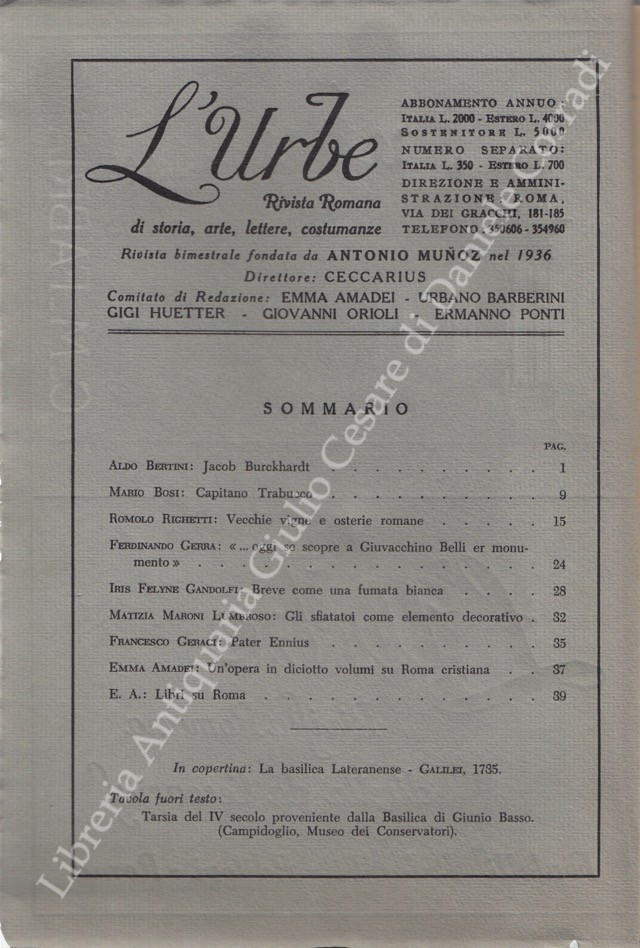 L'Urbe
Rivista Romana
di storia, arte, lettere, costumanze
ABBONAMENTO ANNUO:
ITALIA L. 2000 - ESTERO L. 4000
SOSTENITORE L. 5000
NUMERO SEPARATO:
ITALIA L. 350 - ESTERO L. 700
DIREZIONE E AMMINI-
STRAZIONE: ROMA,
VIA DEI GRACCHI, 181-185
TELEFONO: 350606 - 354960
Rivista bimestrale fondata da ANTONIO MUÑOZ nel 1936
Direttore: CECCARIUS
Comitato di Redazione: EMMA AMADEI - URBANO BARBERINI
GIGI HUETTER - GIOVANNI ORIOLI - ERMANNO PONTI
SOMMARIO
PAG.
ALDO BERTINI: Jacob Burckhardt . . . . . . . . . . 1
MARIO BOSI: Capitano Trabucco . . . . . . . . . . 9
ROMOLO RIGHETTI: Vecchie vigne e osterie romane . . . . . 15
FERDINANDO GERRA: «... oggi se scopre a Giuvacchino Belli er monu-
mento» . . . . . . . . . . . . . . . . 24
IRIS FELYNE GANDOLFI: Breve come una fumata bianca . . . . 28
MATIZIA MARONI LUMBROSO: Gli sfiatatoi come elemento decorativo . 32
FRANCESCO GERACI: Pater Ennius . . . . . . . . . . 35
EMMA AMADEI: Un'opera in diciotto volumi su Roma cristiana . . 37
E. A.: Libri su Roma . . . . . . . . . . . . . 39
In copertina: La basilica Lateranense - GALILEI, 1735.
Tavola fuori testo:
Tarsia del IV secolo proveniente dalla Basilica di Giunio Basso.
(Campidoglio, Museo dei Conservatori).
Libreria Antiquaria Giulio Cesare di Daniele Corradi